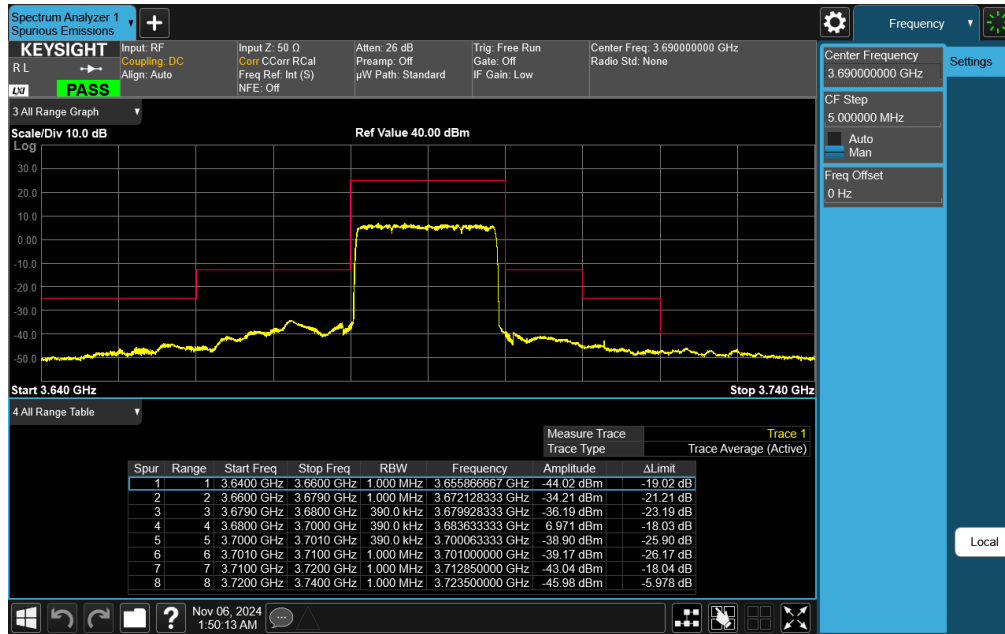 Spectrum Analyzer 1
Spurious Emissions
Frequency
KEYSIGHT
R L
LXI
PASS
Input: RF
Coupling: DC
Align: Auto
Input Z: 50 Ω
Corr CCorr RCal
Freq Ref: Int (S)
NFE: Off
Atten: 26 dB
Preamp: Off
µW Path: Standard
Trig: Free Run
Gate: Off
IF Gain: Low
Center Freq: 3.690000000 GHz
Radio Std: None
Center Frequency
3.690000000 GHz
Settings
CF Step
5.000000 MHz
Auto
Man
Freq Offset
0 Hz
3 All Range Graph
Scale/Div 10.0 dB
Ref Value 40.00 dBm
Log
30.0
20.0
10.0
0.00
-10.0
-20.0
-30.0
-40.0
-50.0
Start 3.640 GHz
Stop 3.740 GHz
4 All Range Table
Measure Trace Trace 1
Trace Type Trace Average (Active)
Spur Range Start Freq Stop Freq RBW Frequency Amplitude ΔLimit
1 1 3.6400 GHz 3.6600 GHz 1.000 MHz 3.655866667 GHz -44.02 dBm -19.02 dB
2 2 3.6600 GHz 3.6790 GHz 1.000 MHz 3.672128333 GHz -34.21 dBm -21.21 dB
3 3 3.6790 GHz 3.6800 GHz 390.0 kHz 3.679928333 GHz -36.19 dBm -23.19 dB
4 4 3.6800 GHz 3.7000 GHz 390.0 kHz 3.683633333 GHz 6.971 dBm -18.03 dB
5 5 3.7000 GHz 3.7010 GHz 390.0 kHz 3.700063333 GHz -38.90 dBm -25.90 dB
6 6 3.7010 GHz 3.7100 GHz 1.000 MHz 3.701000000 GHz -39.17 dBm -26.17 dB
7 7 3.7100 GHz 3.7200 GHz 1.000 MHz 3.712850000 GHz -43.04 dBm -18.04 dB
8 8 3.7200 GHz 3.7400 GHz 1.000 MHz 3.723500000 GHz -45.98 dBm -5.978 dB
Local
?
Nov 06, 2024
1:50:13 AM